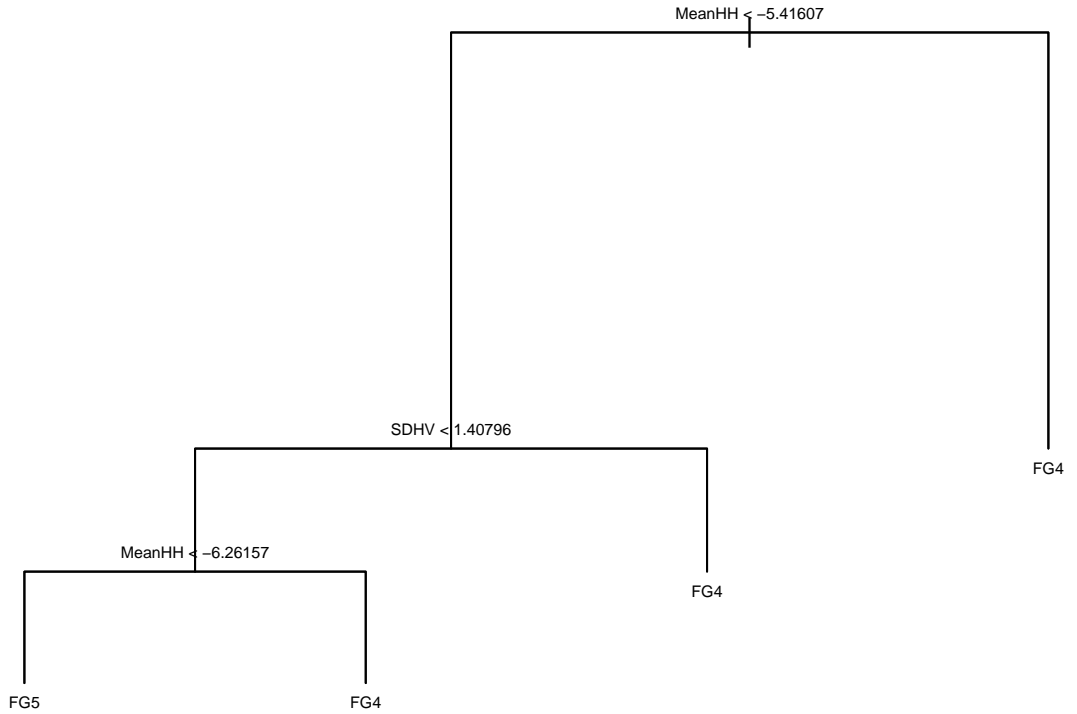 MeanHH < −5.41607
SDHV < 1.40796
FG4
MeanHH < −6.26157
FG4
FG5
FG4